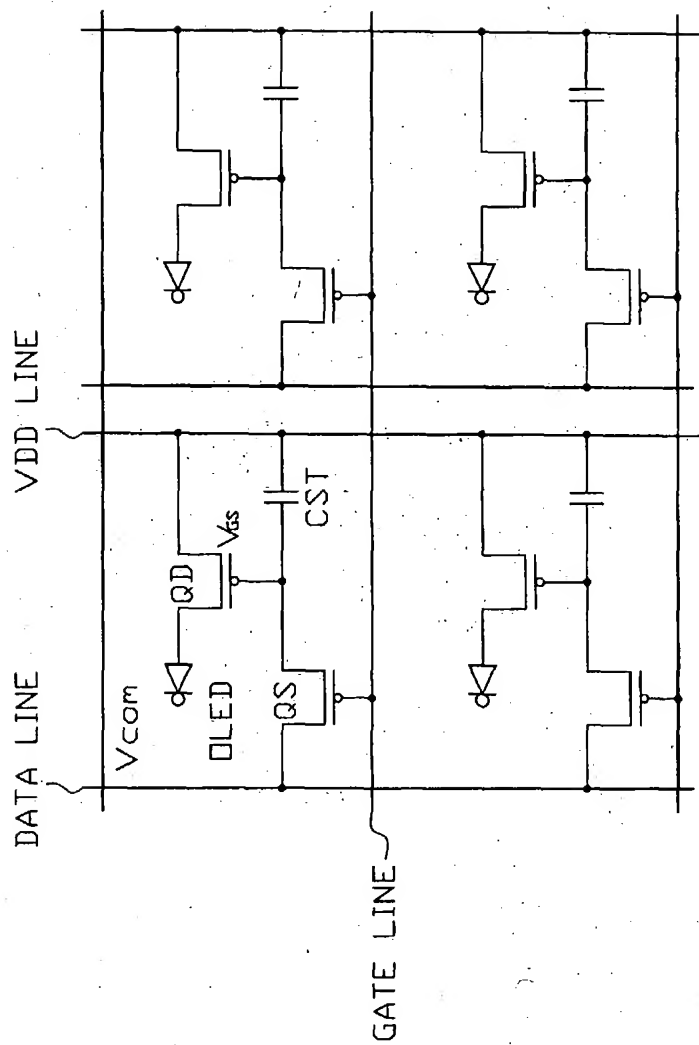 DATA LINE
VDD LINE
Vcom
QD
VGS
OLED
CST
QS
GATE LINE